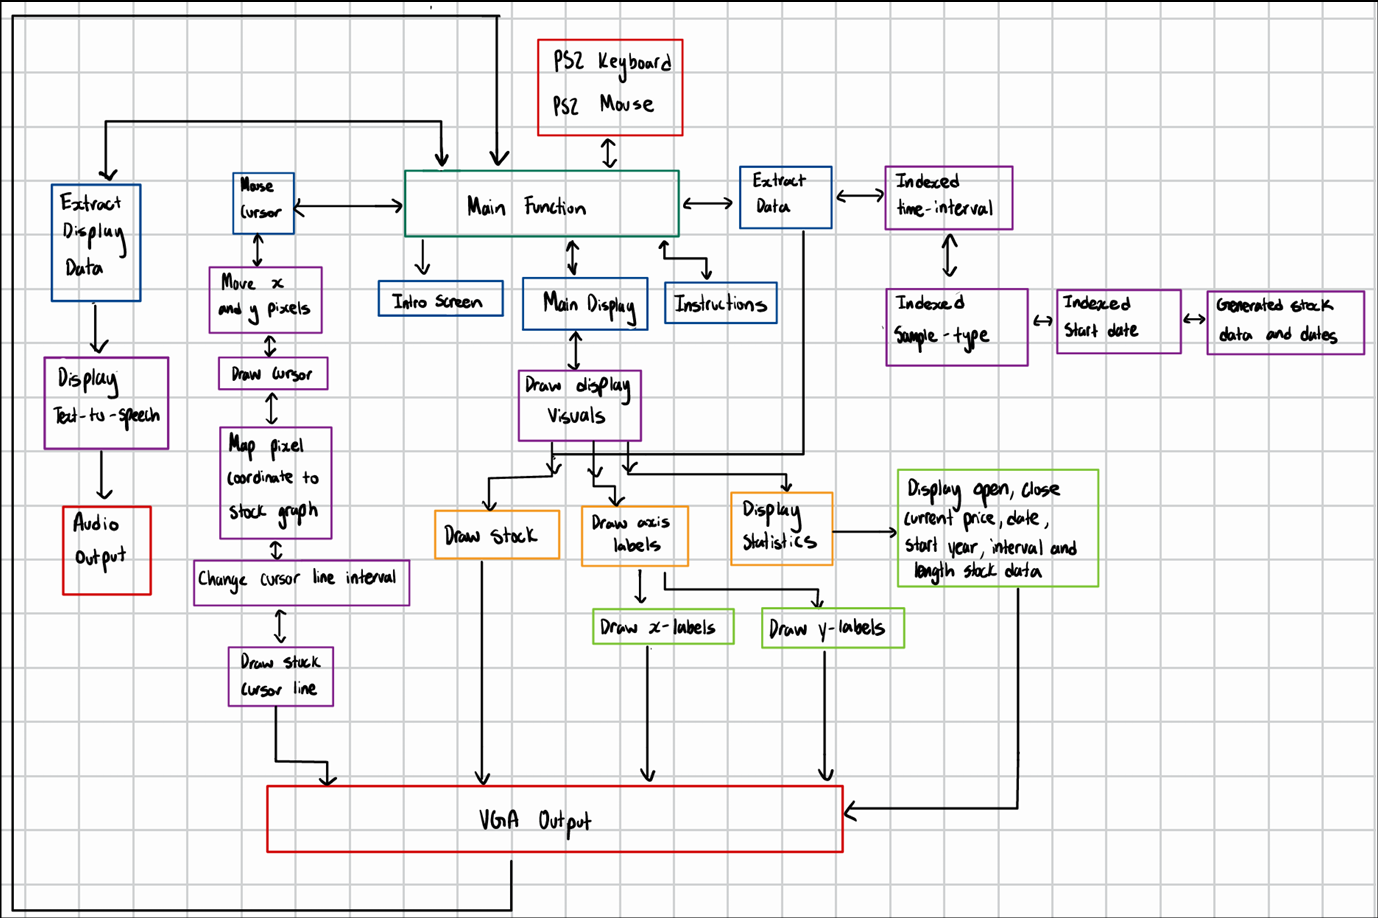 PS2 Keyboard
PS2 Mouse
Extract
Display
Data
Mouse
Cursor
Main Function
Extract
Data
Indexed
time-interval
Move x
and y pixels
Intro Screen
Main Display
Instructions
Indexed
Sample-type
Indexed
Start date
Generated stock
data and dates
Display
Text-to-speech
Draw Cursor
Draw display
Visuals
Map pixel
Coordinate to
Stock graph
Audio
Output
Draw stock
Draw axis
labels
Display
Statistics
Display open, close
Current price, date,
Start year, interval and
length stock data
Change cursor line interval
Draw x-labels
Draw y-labels
Draw stock
Cursor line
VGA Output